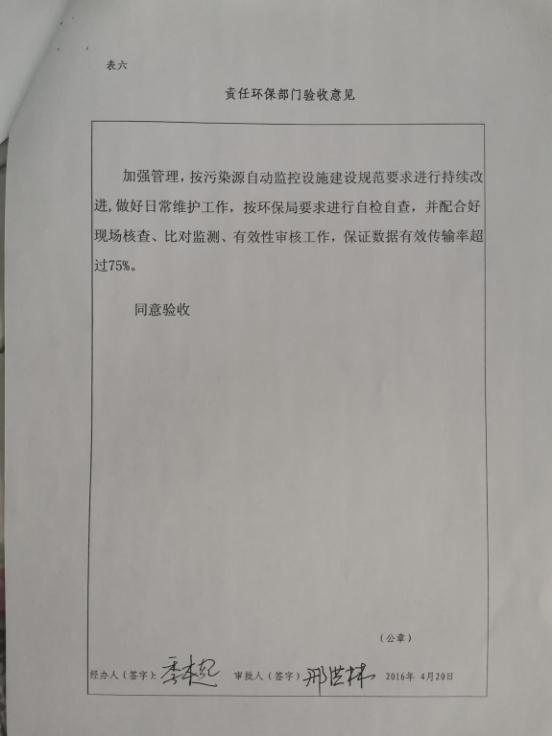 表六
责任环保部门验收意见
加强管理，按污染源自动监控设施建设规范要求进行持续改
进,做好日常维护工作，按环保局要求进行自检自查，并配合好
现场核查、比对监测、有效性审核工作，保证数据有效传输率超
过75%。
同意验收
（公章）
经办人（签字）： 审批人（签字） 邢洪林 2016年 4月20日